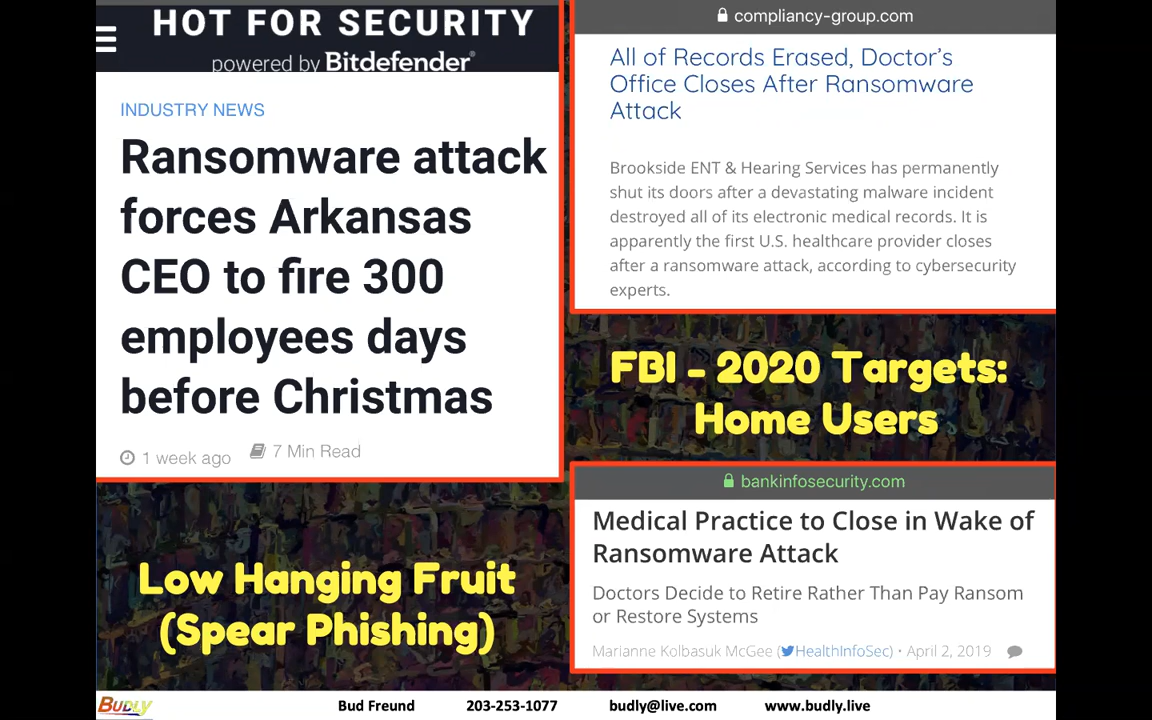 HOT FOR SECURITY
powered by Bitdefender®
INDUSTRY NEWS
Ransomware attack
forces Arkansas
CEO to fire 300
employees days
before Christmas
1 week ago 7 Min Read
Low Hanging Fruit
(Spear Phishing)
compliancy-group.com
All of Records Erased, Doctor’s
Office Closes After Ransomware
Attack
Brookside ENT & Hearing Services has permanently
shut its doors after a devastating malware incident
destroyed all of its electronic medical records. It is
apparently the first U.S. healthcare provider closes
after a ransomware attack, according to cybersecurity
experts.
FBI - 2020 Targets:
Home Users
bankinfosecurity.com
Medical Practice to Close in Wake of
Ransomware Attack
Doctors Decide to Retire Rather Than Pay Ransom
or Restore Systems
Marianne Kolbasuk McGee (HealthInfoSec) • April 2, 2019
BUDLY Bud Freund 203-253-1077 budly@live.com www.budly.live